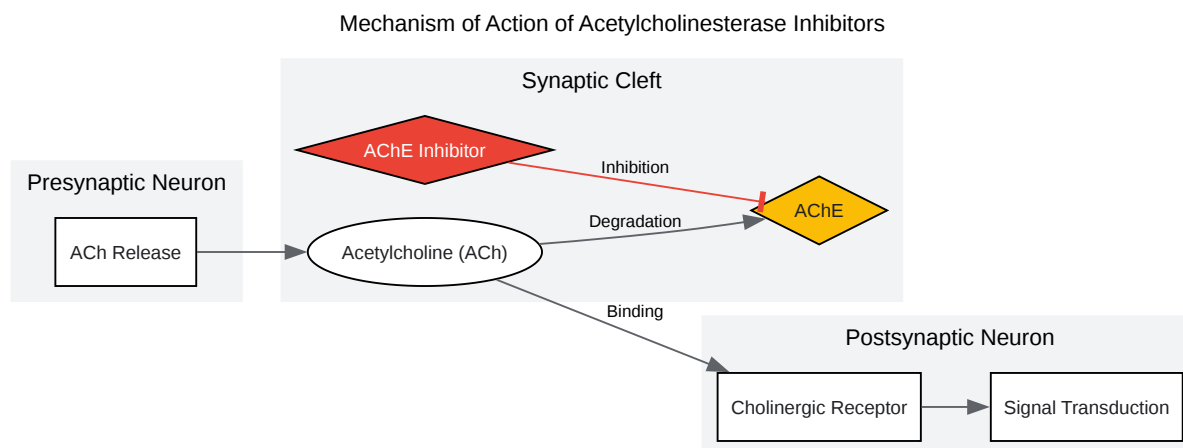 Mechanism of Action of Acetylcholinesterase Inhibitors
Synaptic Cleft
AChE Inhibitor
Inhibition
Presynaptic Neuron
AChE
Degradation
ACh Release
Acetylcholine (ACh)
Binding
Postsynaptic Neuron
Cholinergic Receptor
Signal Transduction